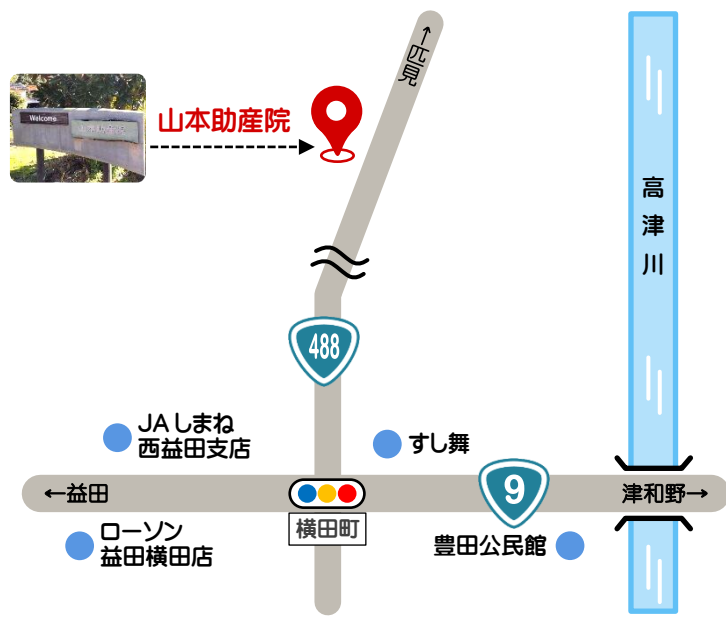 ↑匹見
Welcome
山本助産院
高津川
488
JAしまね
西益田支店
すし舞
←益田
9
津和野→
横田町
ローソン
益田横田店
豊田公民館